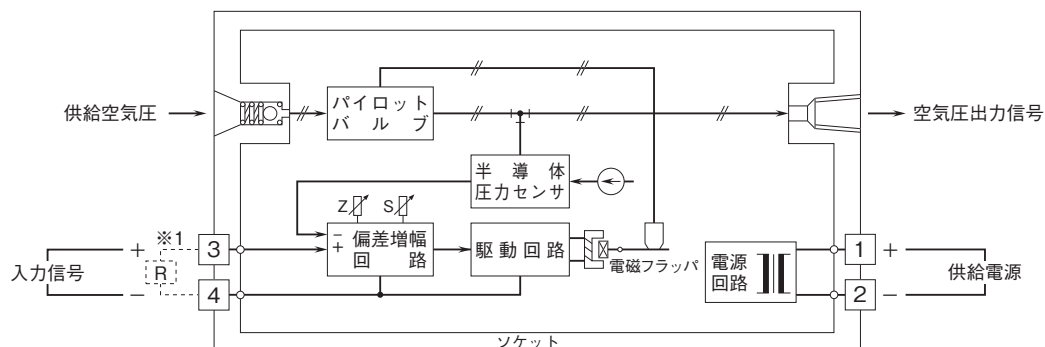 供給空気圧
パイロット
バルブ
空気圧出力信号
半導体
圧力センサ
Z
S
※1
+
R
−
入力信号
3
4
−
+
偏差増幅
回路
駆動回路
電磁フラッパ
電源
回路
1
2
+
−
供給電源
ソケット